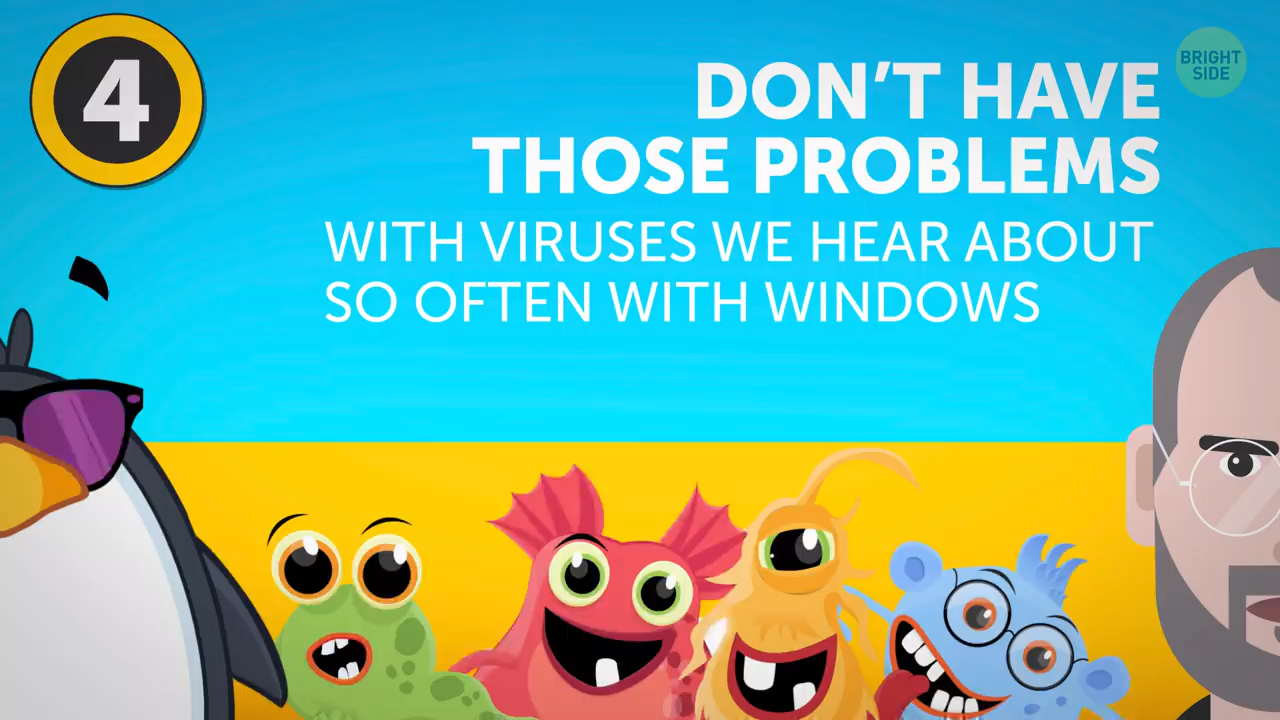 4
DON'T HAVE
THOSE PROBLEMS
WITH VIRUSES WE HEAR ABOUT
SO OFTEN WITH WINDOWS
BRIGHT
SIDE